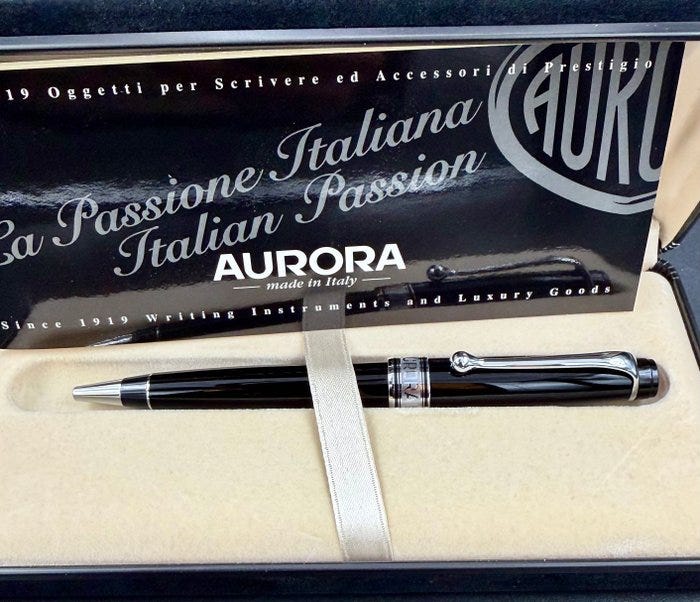 19 Oggetti per Scrivere ed Accessori di Prestigio
AURO
La Passione Italiana
Italian Passion
AURORA
made in Italy
Since 1919 Writing Instruments and Luxury Goods